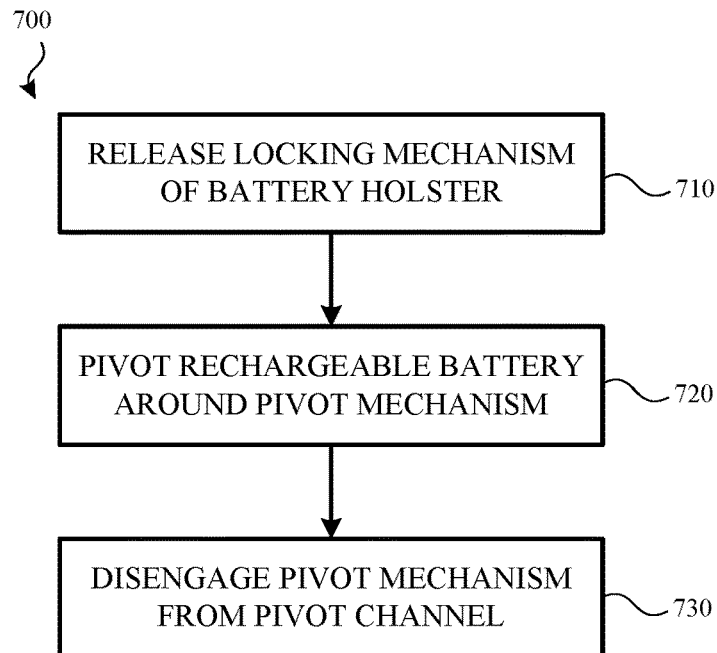 700
RELEASE LOCKING MECHANISM
OF BATTERY HOLSTER
710
PIVOT RECHARGEABLE BATTERY
AROUND PIVOT MECHANISM
720
DISENGAGE PIVOT MECHANISM
FROM PIVOT CHANNEL
730